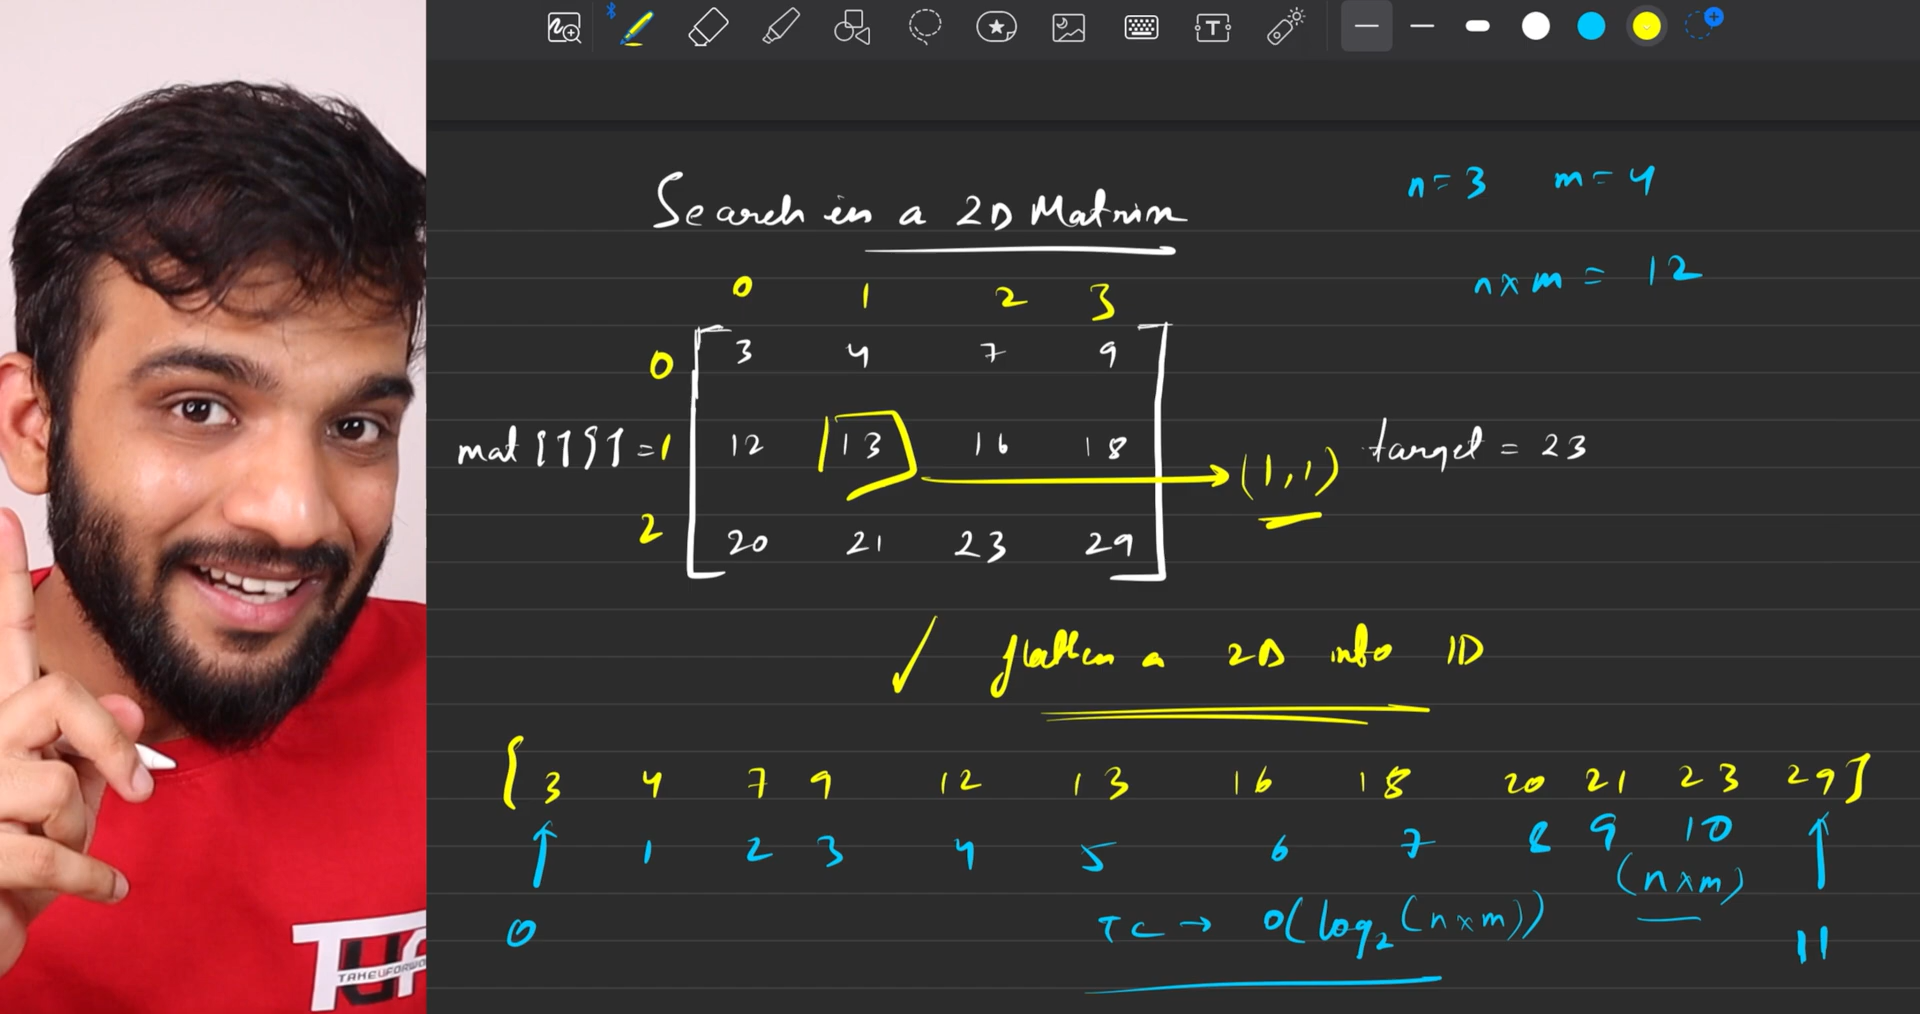 Search in a 2D Matrix
n = 3 m = 4
n x m = 12
0 1 2 3
0 3 4 7 9
mat [ ] [ ] = 1 12 13 16 18 (1,1) target = 23
2 20 21 23 29
flatten a 2D into 1D
[ 3 4 7 9 12 13 16 18 20 21 23 29 ]
1 2 3 4 5 6 7 8 9 10
(n x m)
0 TC → O(log₂(n x m)) 11
TUF
TAKEUFORWA